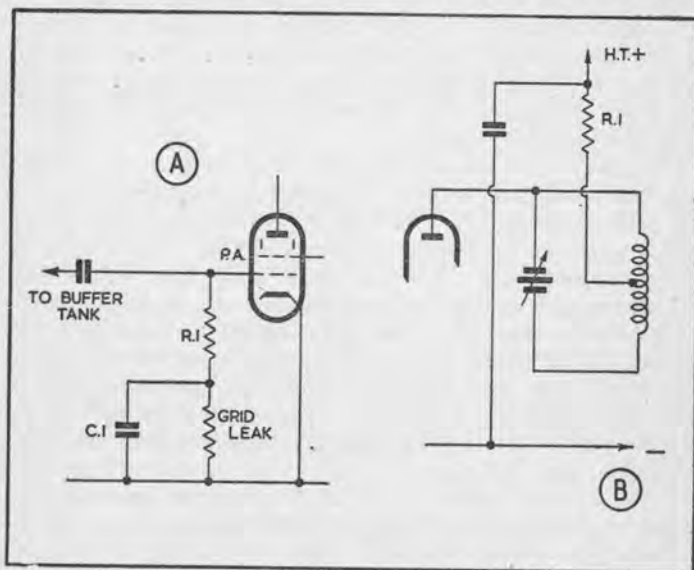 A
P.A.
TO BUFFER
TANK
R.1
C.1
GRID
LEAK
H.T.+
R.1
–
B